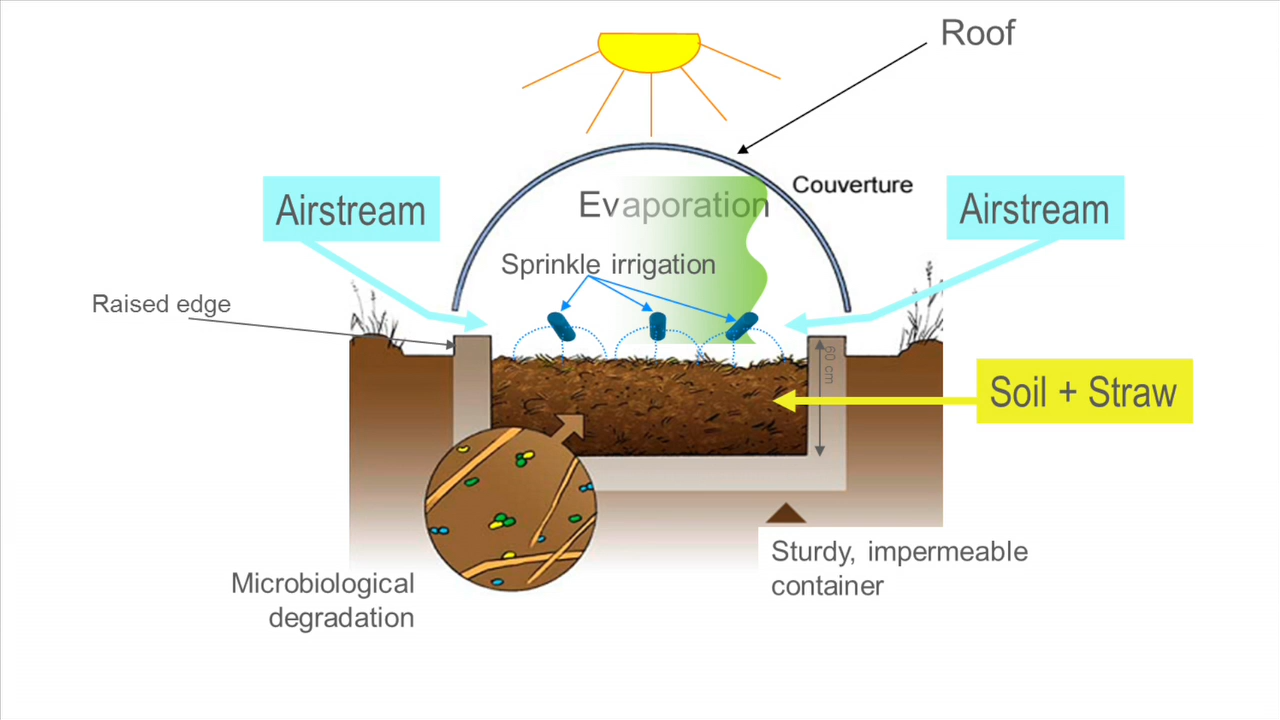 Roof
Couverture
Airstream
Airstream
Evaporation
Sprinkle irrigation
Raised edge
60 cm
Soil + Straw
Sturdy, impermeable
container
Microbiological
degradation